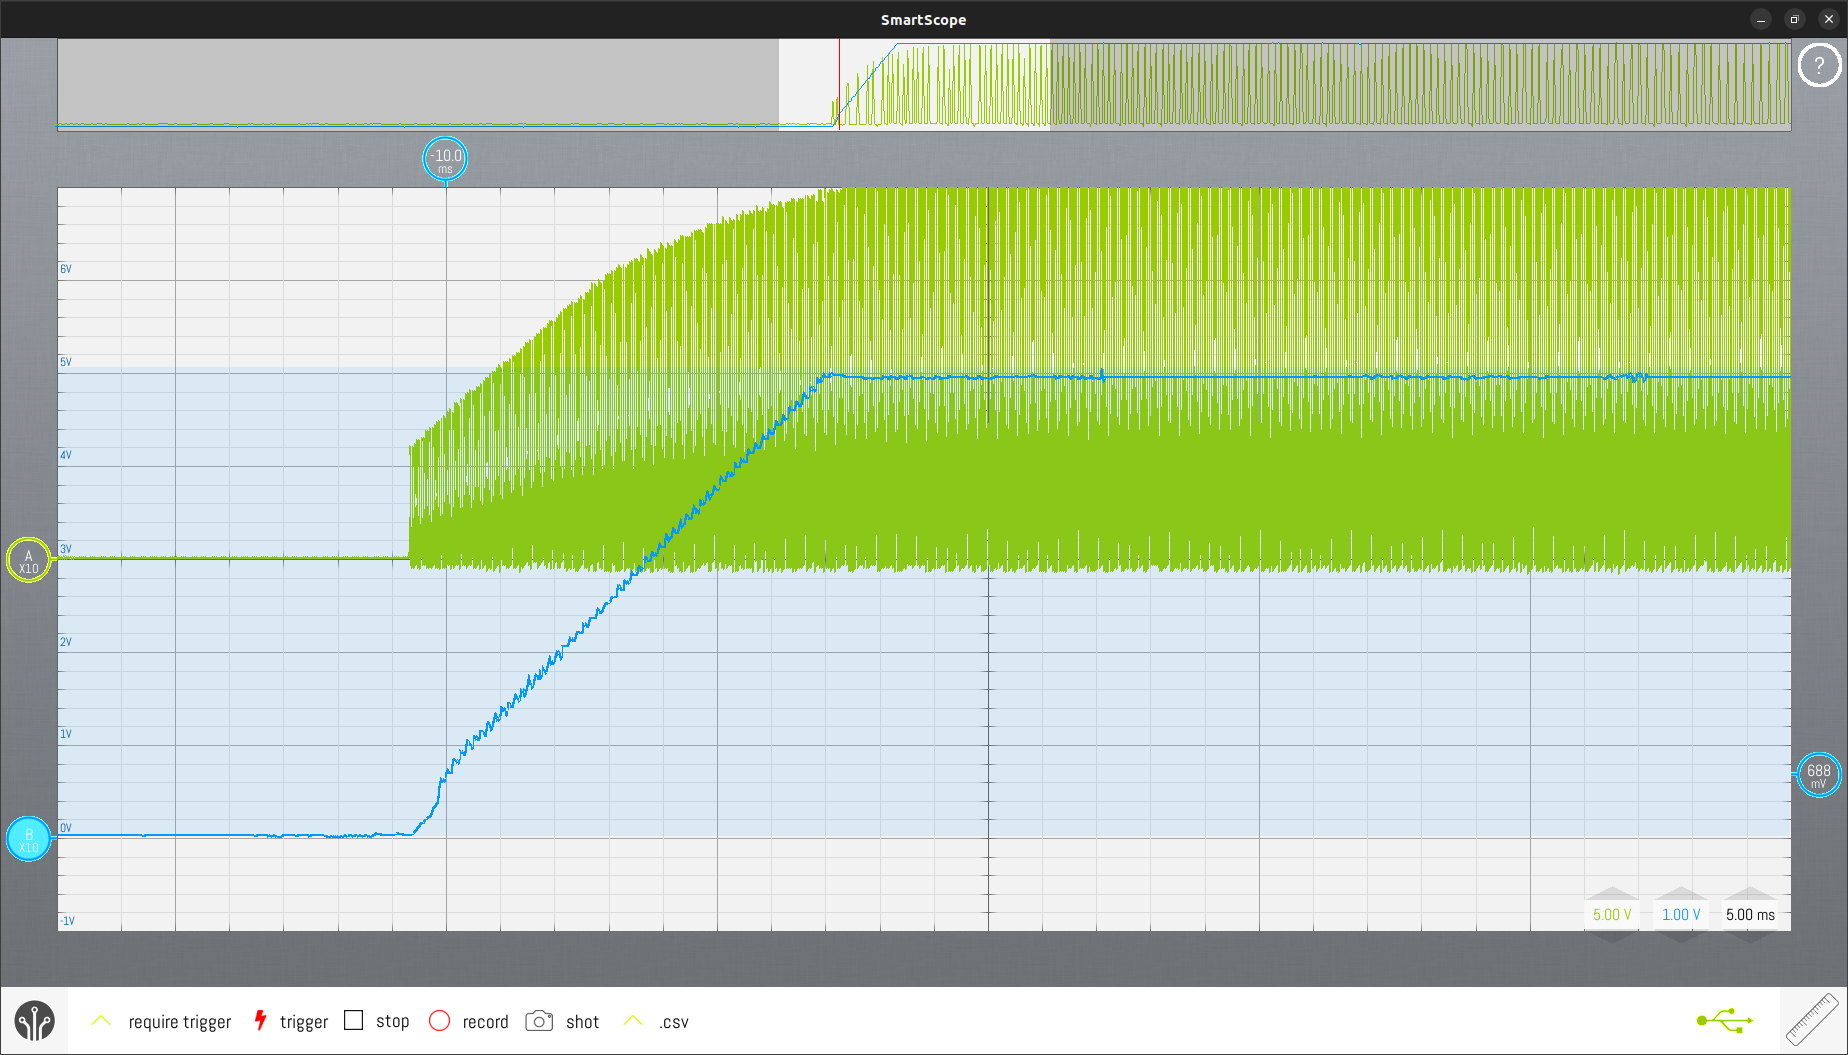 SmartScope
?
-10.0
ms
6V
5V
4V
3V
A
X10
2V
1V
688
mV
0V
B
X10
-1V
5.00 V
1.00 V
5.00 ms
require trigger
trigger
stop
record
shot
.csv